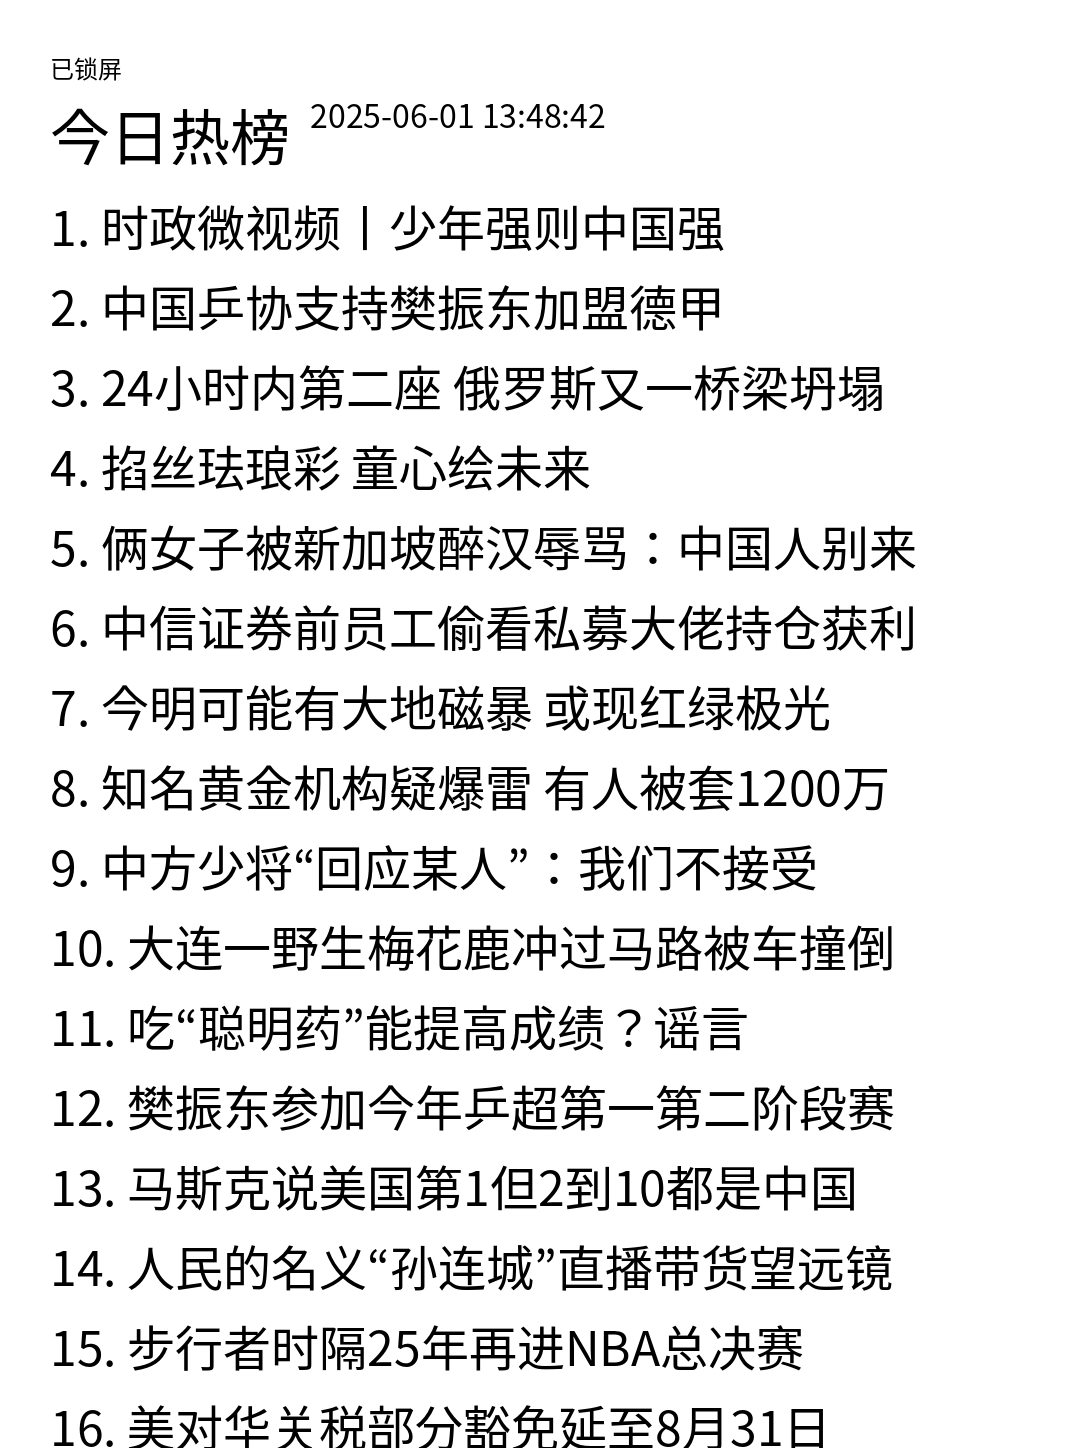 已锁屏
今日热榜 2025-06-01 13:48:42
1. 时政微视频丨少年强则中国强
2. 中国乒协支持樊振东加盟德甲
3. 24小时内第二座 俄罗斯又一桥梁坍塌
4. 掐丝珐琅彩 童心绘未来
5. 俩女子被新加坡醉汉辱骂：中国人别来
6. 中信证券前员工偷看私募大佬持仓获利
7. 今明可能有大地磁暴 或现红绿极光
8. 知名黄金机构疑爆雷 有人被套1200万
9. 中方少将“回应某人”：我们不接受
10. 大连一野生梅花鹿冲过马路被车撞倒
11. 吃“聪明药”能提高成绩？谣言
12. 樊振东参加今年乒超第一第二阶段赛
13. 马斯克说美国第1但2到10都是中国
14. 人民的名义“孙连城”直播带货望远镜
15. 步行者时隔25年再进NBA总决赛
16. 美对华关税部分豁免延至8月31日